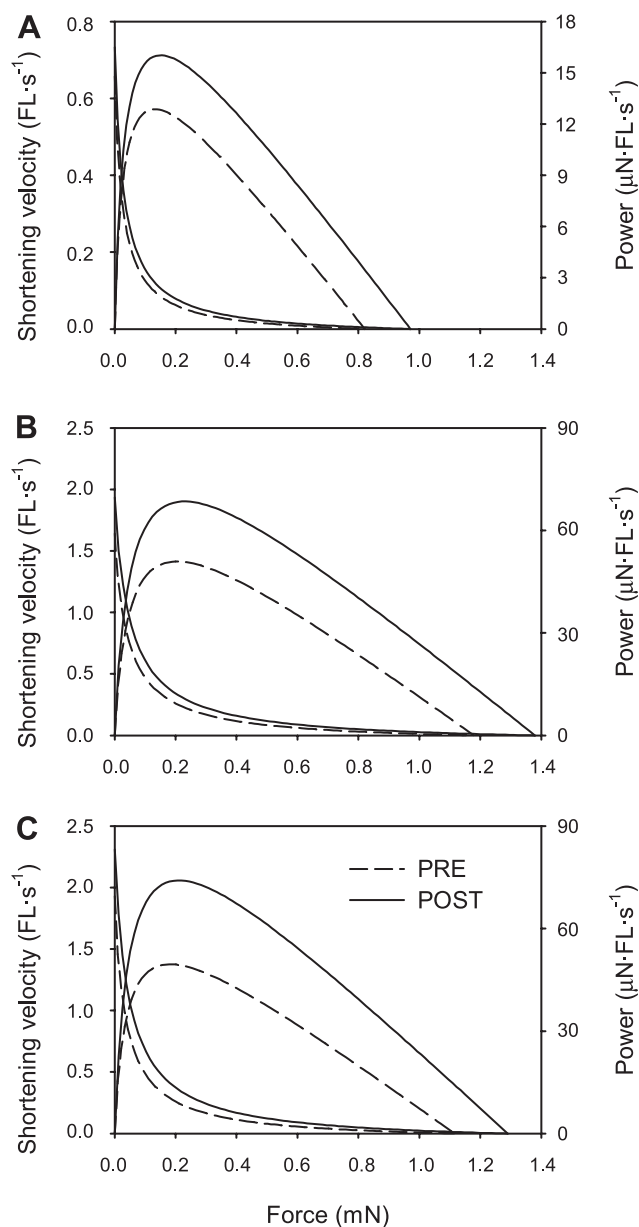 A
Shortening velocity (FL·s⁻¹)
0.8
0.6
0.4
0.2
0.0
18
15
12
9
6
3
0
Power (µN·FL·s⁻¹)
0.0 0.2 0.4 0.6 0.8 1.0 1.2 1.4
B
Shortening velocity (FL·s⁻¹)
2.5
2.0
1.5
1.0
0.5
0.0
90
60
30
0
Power (µN·FL·s⁻¹)
0.0 0.2 0.4 0.6 0.8 1.0 1.2 1.4
C
Shortening velocity (FL·s⁻¹)
2.5
2.0
1.5
1.0
0.5
0.0
PRE
POST
90
60
30
0
Power (µN·FL·s⁻¹)
0.0 0.2 0.4 0.6 0.8 1.0 1.2 1.4
Force (mN)